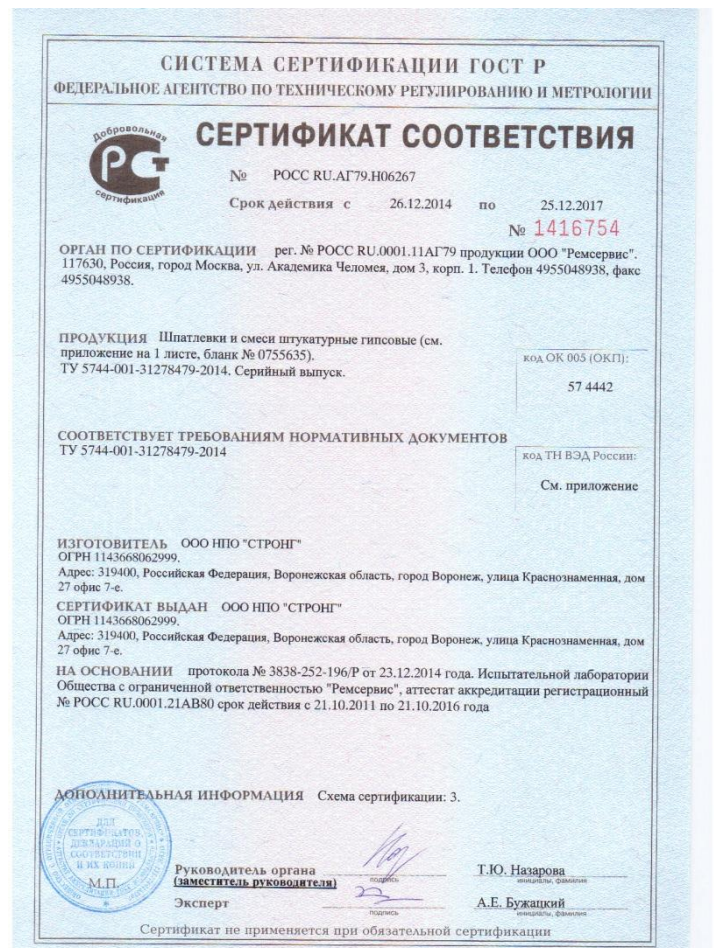 СИСТЕМА СЕРТИФИКАЦИИ ГОСТ Р
ФЕДЕРАЛЬНОЕ АГЕНТСТВО ПО ТЕХНИЧЕСКОМУ РЕГУЛИРОВАНИЮ И МЕТРОЛОГИИ
Добровольная
РСТ
сертификация
СЕРТИФИКАТ СООТВЕТСТВИЯ
№ РОСС RU.АГ79.Н06267
Срок действия с 26.12.2014 по 25.12.2017
№ 1416754
ОРГАН ПО СЕРТИФИКАЦИИ рег. № РОСС RU.0001.11АГ79 продукции ООО "Ремсервис".
117630, Россия, город Москва, ул. Академика Челомея, дом 3, корп. 1. Телефон 4955048938, факс
4955048938.
ПРОДУКЦИЯ Шпатлевки и смеси штукатурные гипсовые (см.
приложение на 1 листе, бланк № 0755635).
ТУ 5744-001-31278479-2014. Серийный выпуск.
код ОК 005 (ОКП):
57 4442
СООТВЕТСТВУЕТ ТРЕБОВАНИЯМ НОРМАТИВНЫХ ДОКУМЕНТОВ
ТУ 5744-001-31278479-2014
код ТН ВЭД России:
См. приложение
ИЗГОТОВИТЕЛЬ ООО НПО "СТРОНГ"
ОГРН 1143668062999.
Адрес: 319400, Российская Федерация, Воронежская область, город Воронеж, улица Краснознаменная, дом
27 офис 7-е.
СЕРТИФИКАТ ВЫДАН ООО НПО "СТРОНГ"
ОГРН 1143668062999.
Адрес: 319400, Российская Федерация, Воронежская область, город Воронеж, улица Краснознаменная, дом
27 офис 7-е.
НА ОСНОВАНИИ протокола № 3838-252-196/Р от 23.12.2014 года. Испытательной лаборатории
Общества с ограниченной ответственностью "Ремсервис", аттестат аккредитации регистрационный
№ РОСС RU.0001.21АВ80 срок действия с 21.10.2011 по 21.10.2016 года
ДОПОЛНИТЕЛЬНАЯ ИНФОРМАЦИЯ Схема сертификации: 3.
ДЛЯ
СЕРТИФИКАТОВ,
ДЕКЛАРАЦИЙ О
СООТВЕТСТВИИ
И ИХ КОПИЙ
М.П.
Руководитель органа
(заместитель руководителя)
подпись
Т.Ю. Назарова
инициалы, фамилия
Эксперт
подпись
А.Е. Бужацкий
инициалы, фамилия
Сертификат не применяется при обязательной сертификации